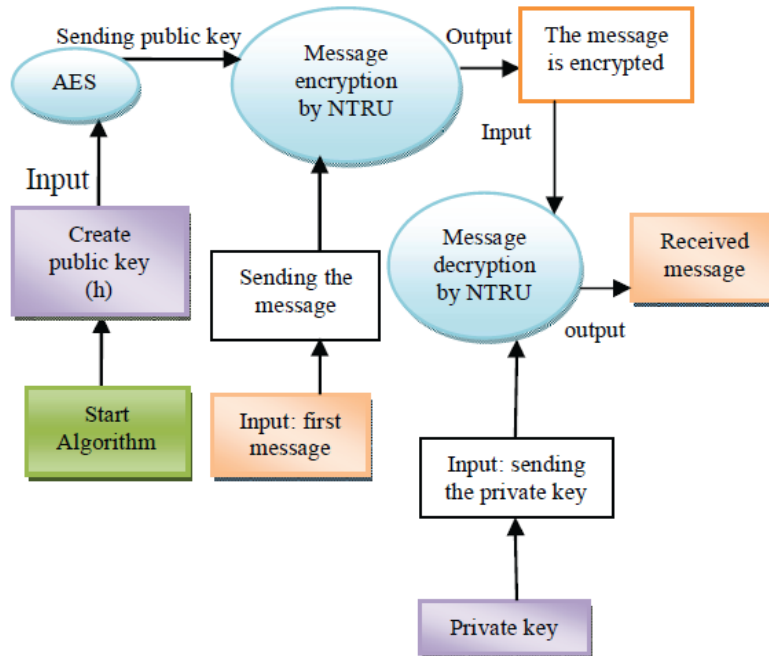 Sending public key
Message
encryption
by NTRU
Output
The message
is encrypted
AES
Input
Input
Create
public key
(h)
Sending the
message
Message
decryption
by NTRU
Received
message
output
Start
Algorithm
Input: first
message
Input: sending
the private key
Private key